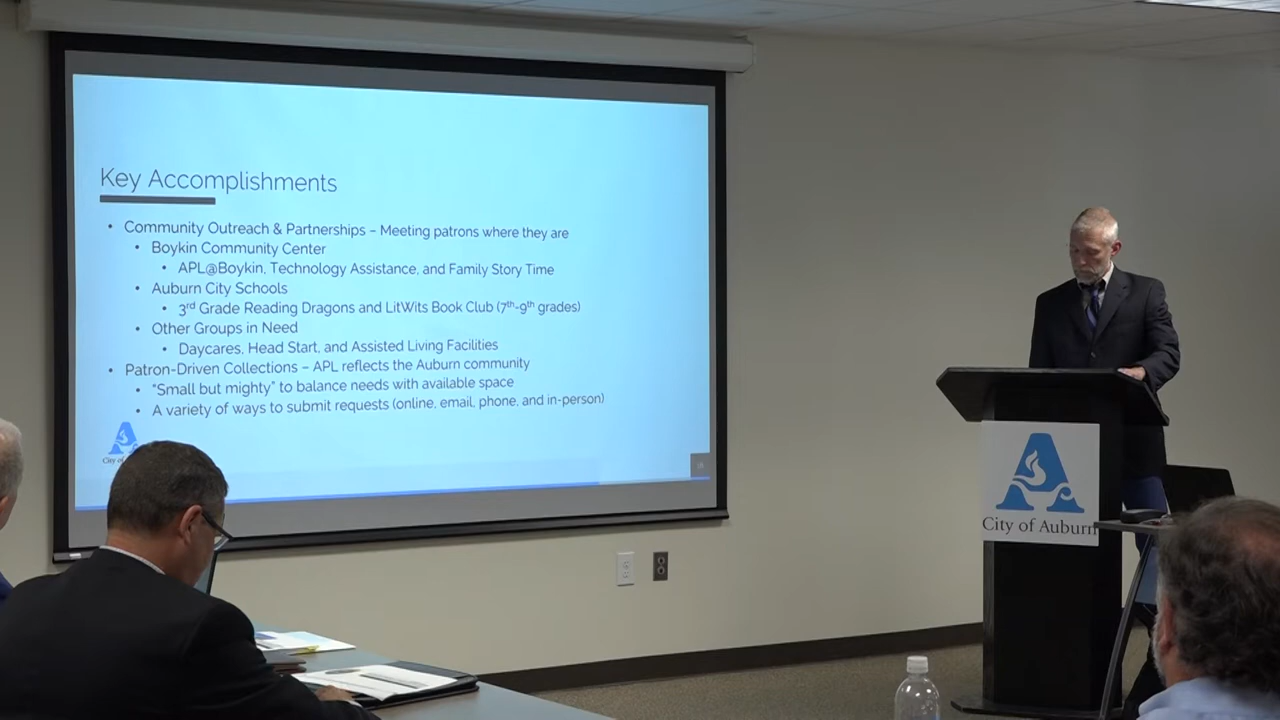 Key Accomplishments
• Community Outreach & Partnerships – Meeting patrons where they are
• Boykin Community Center
• APL@Boykin, Technology Assistance, and Family Story Time
• Auburn City Schools
• 3rd Grade Reading Dragons and LitWits Book Club (7th-9th grades)
• Other Groups in Need
• Daycares, Head Start, and Assisted Living Facilities
• Patron-Driven Collections – APL reflects the Auburn community
• "Small but mighty" to balance needs with available space
• A variety of ways to submit requests (online, email, phone, and in-person)
City of
City of Auburn